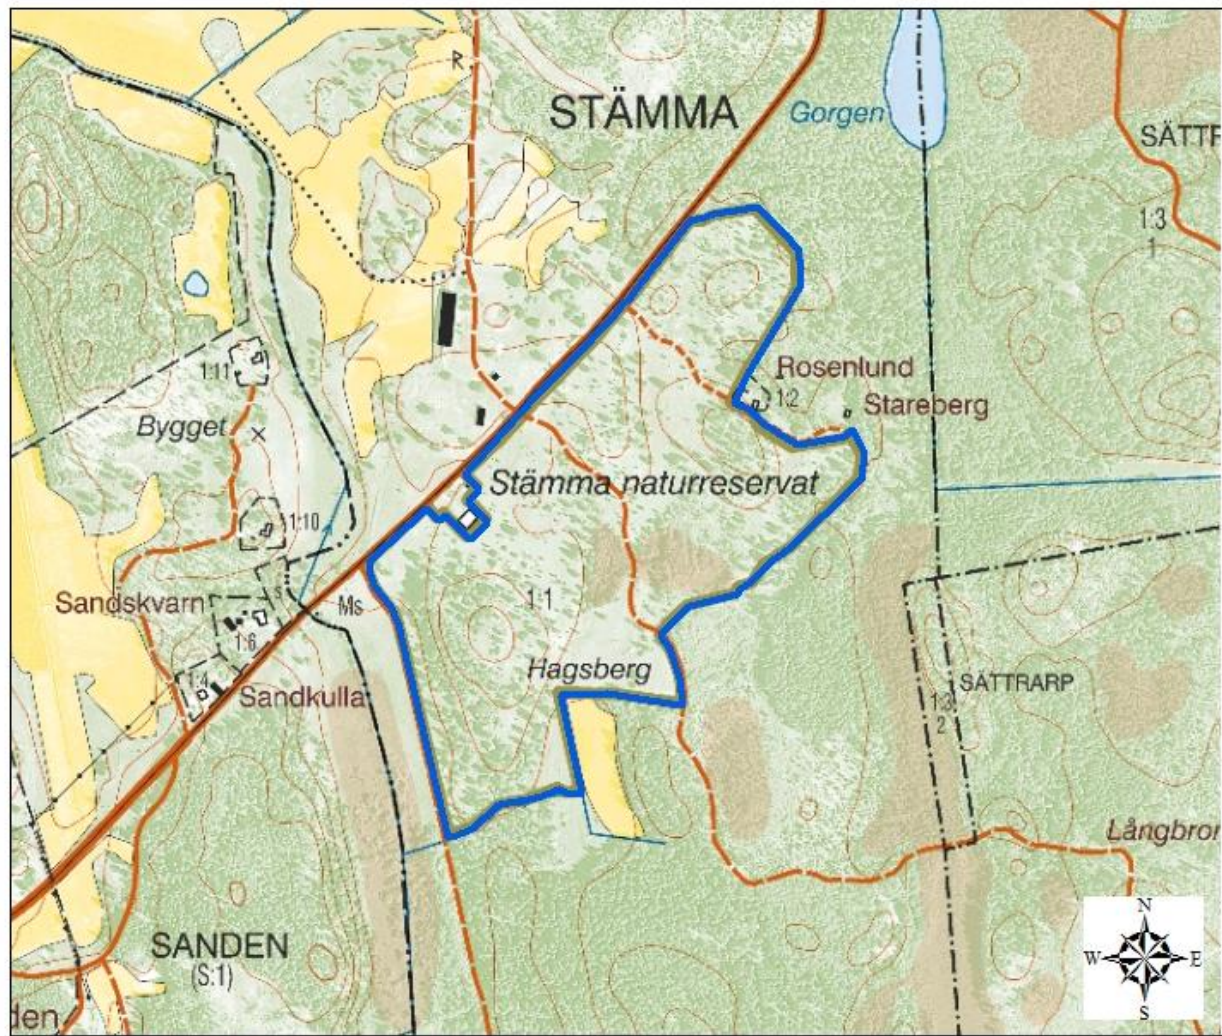 R
STÄMMA
Gorgen
SÄTTR
1:3
1
Rosenlund
1:2
Stareberg
1:11
Bygget
Stämma naturreservat
1:10
Sandskvarn
s
Ms
1:1
1:6
Hagsberg
1:4
Sandkulla
SÄTTRARP
1:3
2
Långbron
SANDEN
(S:1)
den
N
W
E
S